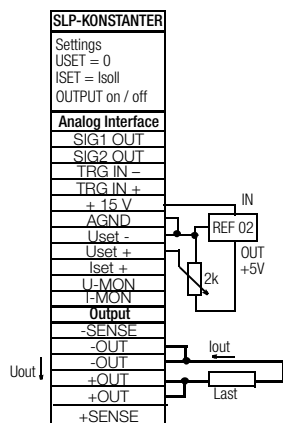 SLP-KONSTANTER
Settings
USET = 0
ISET = Isoll
OUTPUT on / off
Analog Interface
SIG1 OUT
SIG2 OUT
TRG IN –
TRG IN +
+ 15 V
AGND
Uset -
Uset +
Iset +
U-MON
I-MON
Output
-SENSE
-OUT
-OUT
+OUT
+OUT
+SENSE
IN
REF 02
OUT
+5V
2k
Iout
Last
Uout